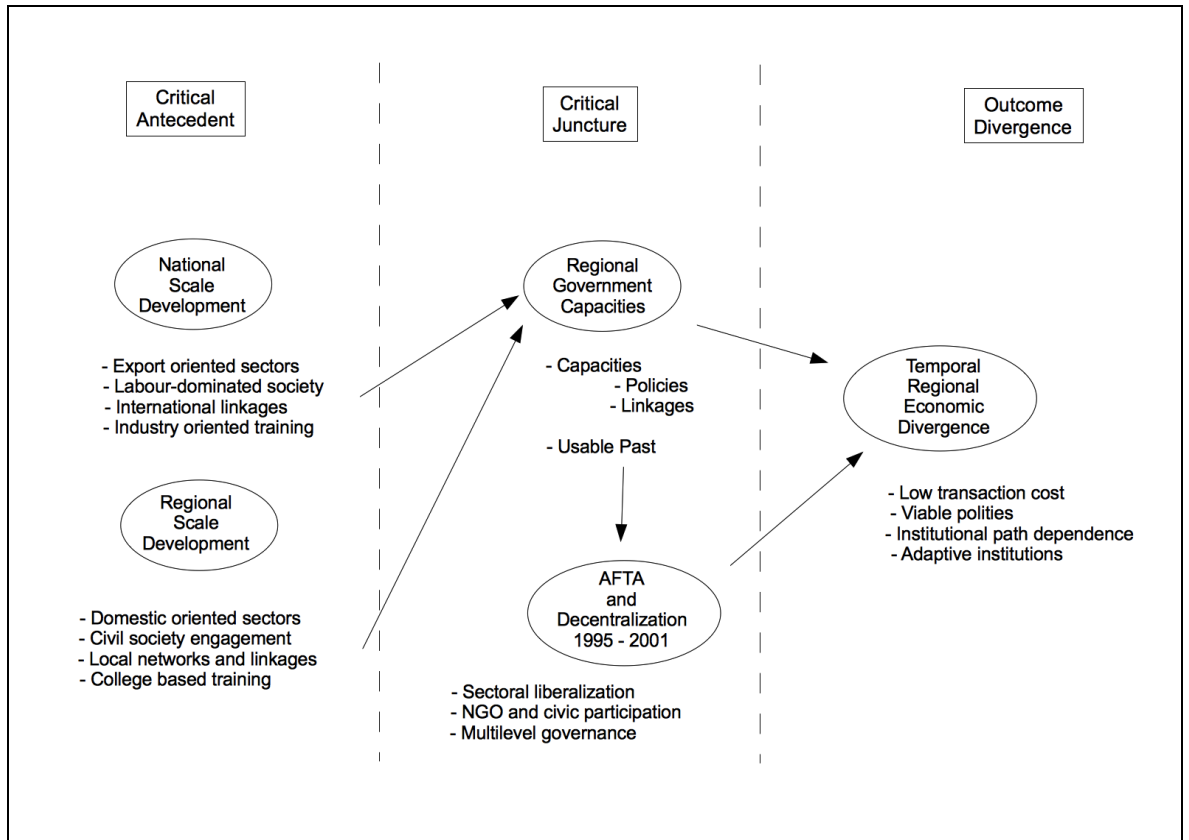 Critical
Antecedent
National
Scale
Development
- Export oriented sectors
- Labour-dominated society
- International linkages
- Industry oriented training
Regional
Scale
Development
- Domestic oriented sectors
- Civil society engagement
- Local networks and linkages
- College based training
Critical
Juncture
Regional
Government
Capacities
- Capacities
- Policies
- Linkages
- Usable Past
AFTA
and
Decentralization
1995 - 2001
- Sectoral liberalization
- NGO and civic participation
- Multilevel governance
Outcome
Divergence
Temporal
Regional
Economic
Divergence
- Low transaction cost
- Viable polities
- Institutional path dependence
- Adaptive institutions